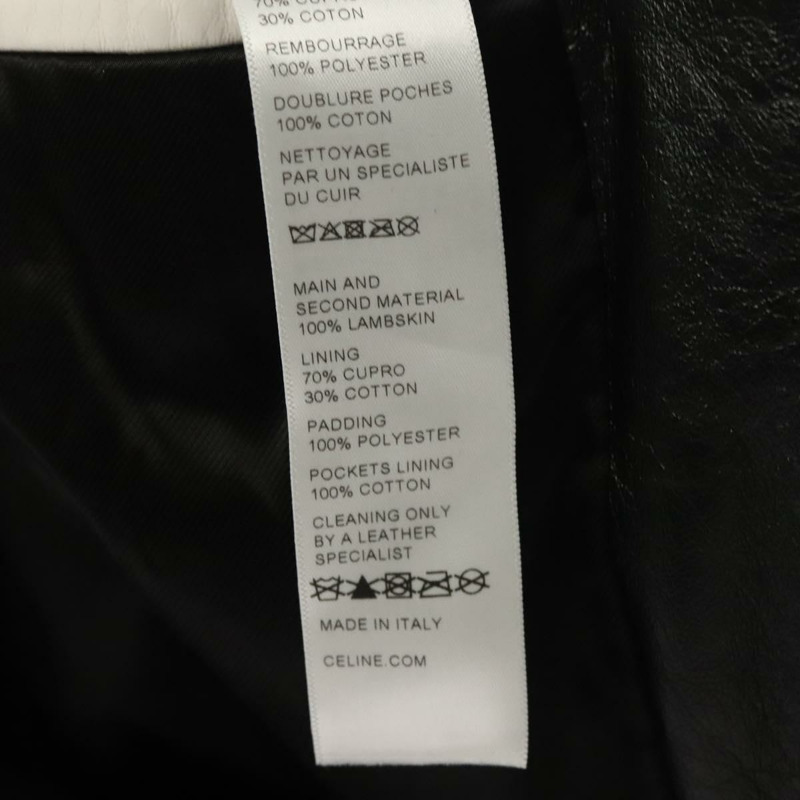 70% CUPRO
30% COTON
REMBOURRAGE
100% POLYESTER
DOUBLURE POCHES
100% COTON
NETTOYAGE
PAR UN SPECIALISTE
DU CUIR
MAIN AND
SECOND MATERIAL
100% LAMBSKIN
LINING
70% CUPRO
30% COTTON
PADDING
100% POLYESTER
POCKETS LINING
100% COTTON
CLEANING ONLY
BY A LEATHER
SPECIALIST
MADE IN ITALY
CELINE.COM